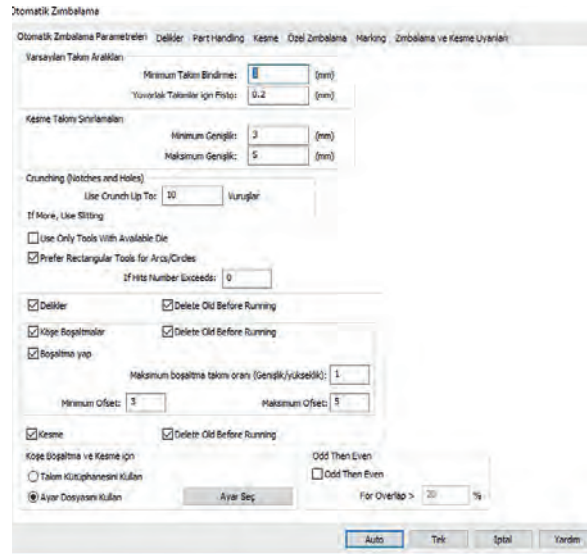 Otomatik Zımbalama
Otomatik Zımbalama Parametreleri Delikler Part Handling Kesme Özel Zımbalama Marking Zımbalama ve Kesme Uyarıları
Varsayılan Takım Aralıkları
Minimum Takım Bindirme: (mm)
Yuvarlak Takımlar için Fisto: 0.2 (mm)
Kesme Takımı Sınırlamaları
Minimum Genişlik: 3 (mm)
Maksimum Genişlik: 5 (mm)
Crunching (Notches and Holes)
Use Crunch Up To: 10 Vuruşlar
If More, Use Slitting
Use Only Tools With Available Die
Prefer Rectangular Tools for Arcs/Circles
If Hits Number Exceeds: 0
Delikler Delete Old Before Running
Köşe Boşaltmalar Delete Old Before Running
Boşaltma yap
Maksimum boşaltma takımı oranı (Genişlik/yükseklik): 1
Minimum Ofset: 3 Maksimum Ofset: 5
Kesme Delete Old Before Running
Köşe Boşaltma ve Kesme için Odd Then Even
Takım Kütüphanesini Kullan Odd Then Even
Ayar Dosyasını Kullan Ayar Seç For Overlap > 20 %
Auto Tek İptal Yardım